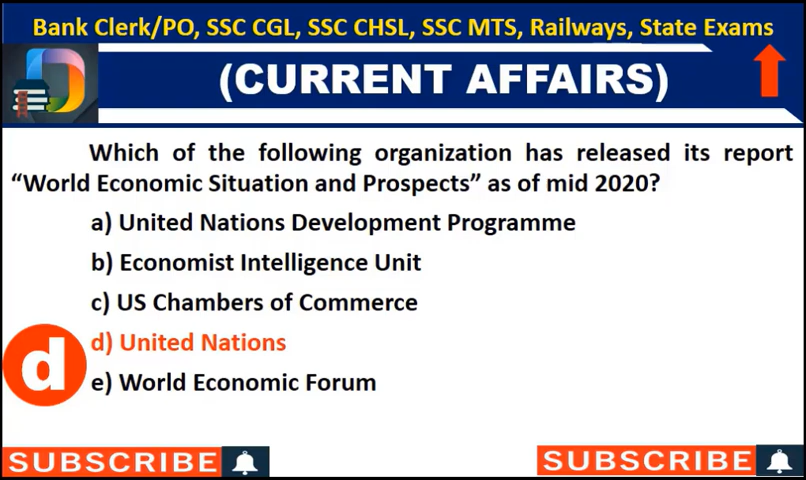 Bank Clerk/PO, SSC CGL, SSC CHSL, SSC MTS, Railways, State Exams
(CURRENT AFFAIRS)
Which of the following organization has released its report
“World Economic Situation and Prospects” as of mid 2020?
a) United Nations Development Programme
b) Economist Intelligence Unit
c) US Chambers of Commerce
d d) United Nations
e) World Economic Forum
SUBSCRIBE SUBSCRIBE